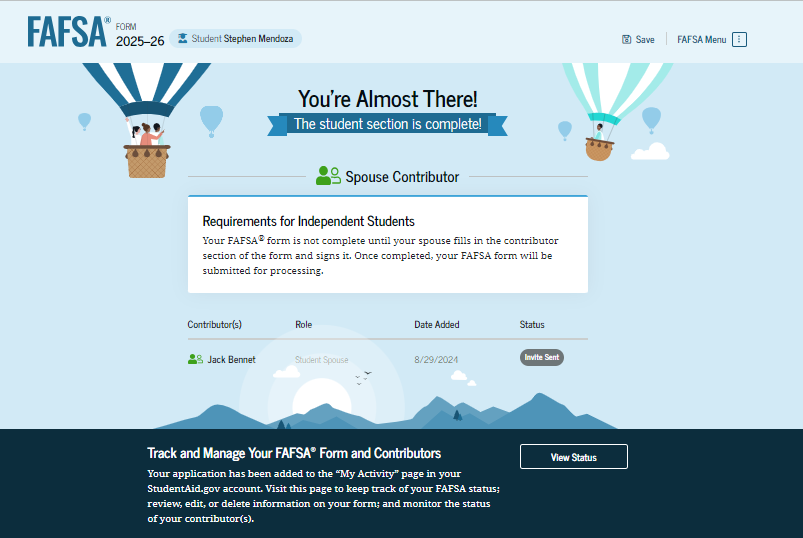 FAFSA® FORM
2025–26
Student Stephen Mendoza
Save
FAFSA Menu
You're Almost There!
The student section is complete!
Spouse Contributor
Requirements for Independent Students
Your FAFSA® form is not complete until your spouse fills in the contributor
section of the form and signs it. Once completed, your FAFSA form will be
submitted for processing.
Contributor(s) Role Date Added Status
Jack Bennet Student Spouse 8/29/2024 Invite Sent
Track and Manage Your FAFSA® Form and Contributors
Your application has been added to the “My Activity” page in your
StudentAid.gov account. Visit this page to keep track of your FAFSA status;
review, edit, or delete information on your form; and monitor the status
of your contributor(s).
View Status